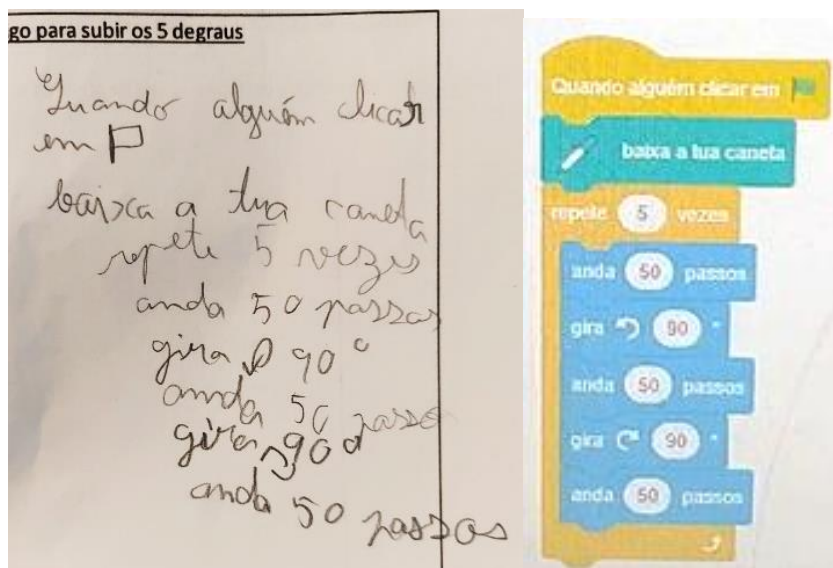 go para subir os 5 degraus
Quando alguém clicar
em
baixa a tua caneta
repete 5 vezes
anda 50 passos
gira 90°
anda 50 passo
gira 90°
anda 50 passos
Quando alguém clicar em
baixa a tua caneta
repete 5 vezes
anda 50 passos
gira 90 °
anda 50 passos
gira 90 °
anda 50 passos